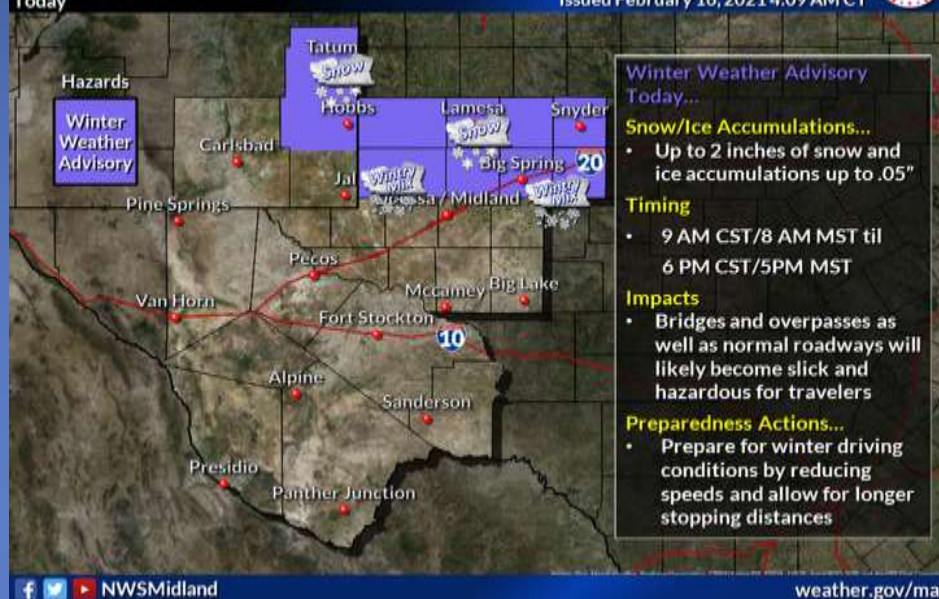 Today
Issued February 16, 2021 4:09 AM CT
Hazards
Winter
Weather
Advisory
Tatum
Snow
Hobbs
Lamesa
Snow
Snyder
Carlsbad
Big Spring
20
Jal
Wintry
Mix
/ Midland
Wintry
Mix
Pine Springs
Pecos
Van Horn
Mccamey
Big Lake
Fort Stockton
10
Alpine
Sanderson
Presidio
Panther Junction
Winter Weather Advisory
Today...
Snow/Ice Accumulations...
• Up to 2 inches of snow and
ice accumulations up to .05”
Timing
• 9 AM CST/8 AM MST til
6 PM CST/5PM MST
Impacts
• Bridges and overpasses as
well as normal roadways will
likely become slick and
hazardous for travelers
Preparedness Actions...
• Prepare for winter driving
conditions by reducing
speeds and allow for longer
stopping distances
NWSMidland
weather.gov/ma